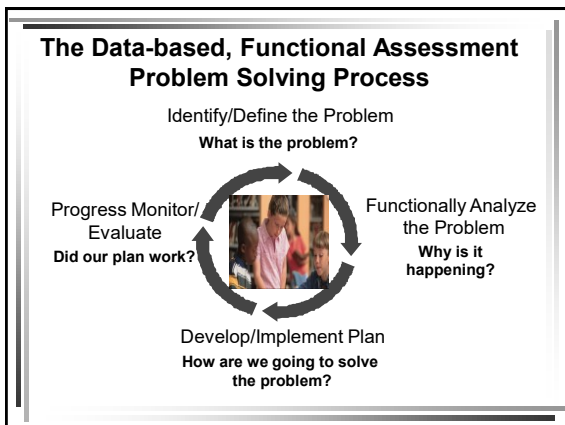 The Data-based, Functional Assessment
Problem Solving Process
Identify/Define the Problem
What is the problem?
Functionally Analyze
the Problem
Why is it
happening?
Develop/Implement Plan
How are we going to solve
the problem?
Progress Monitor/
Evaluate
Did our plan work?